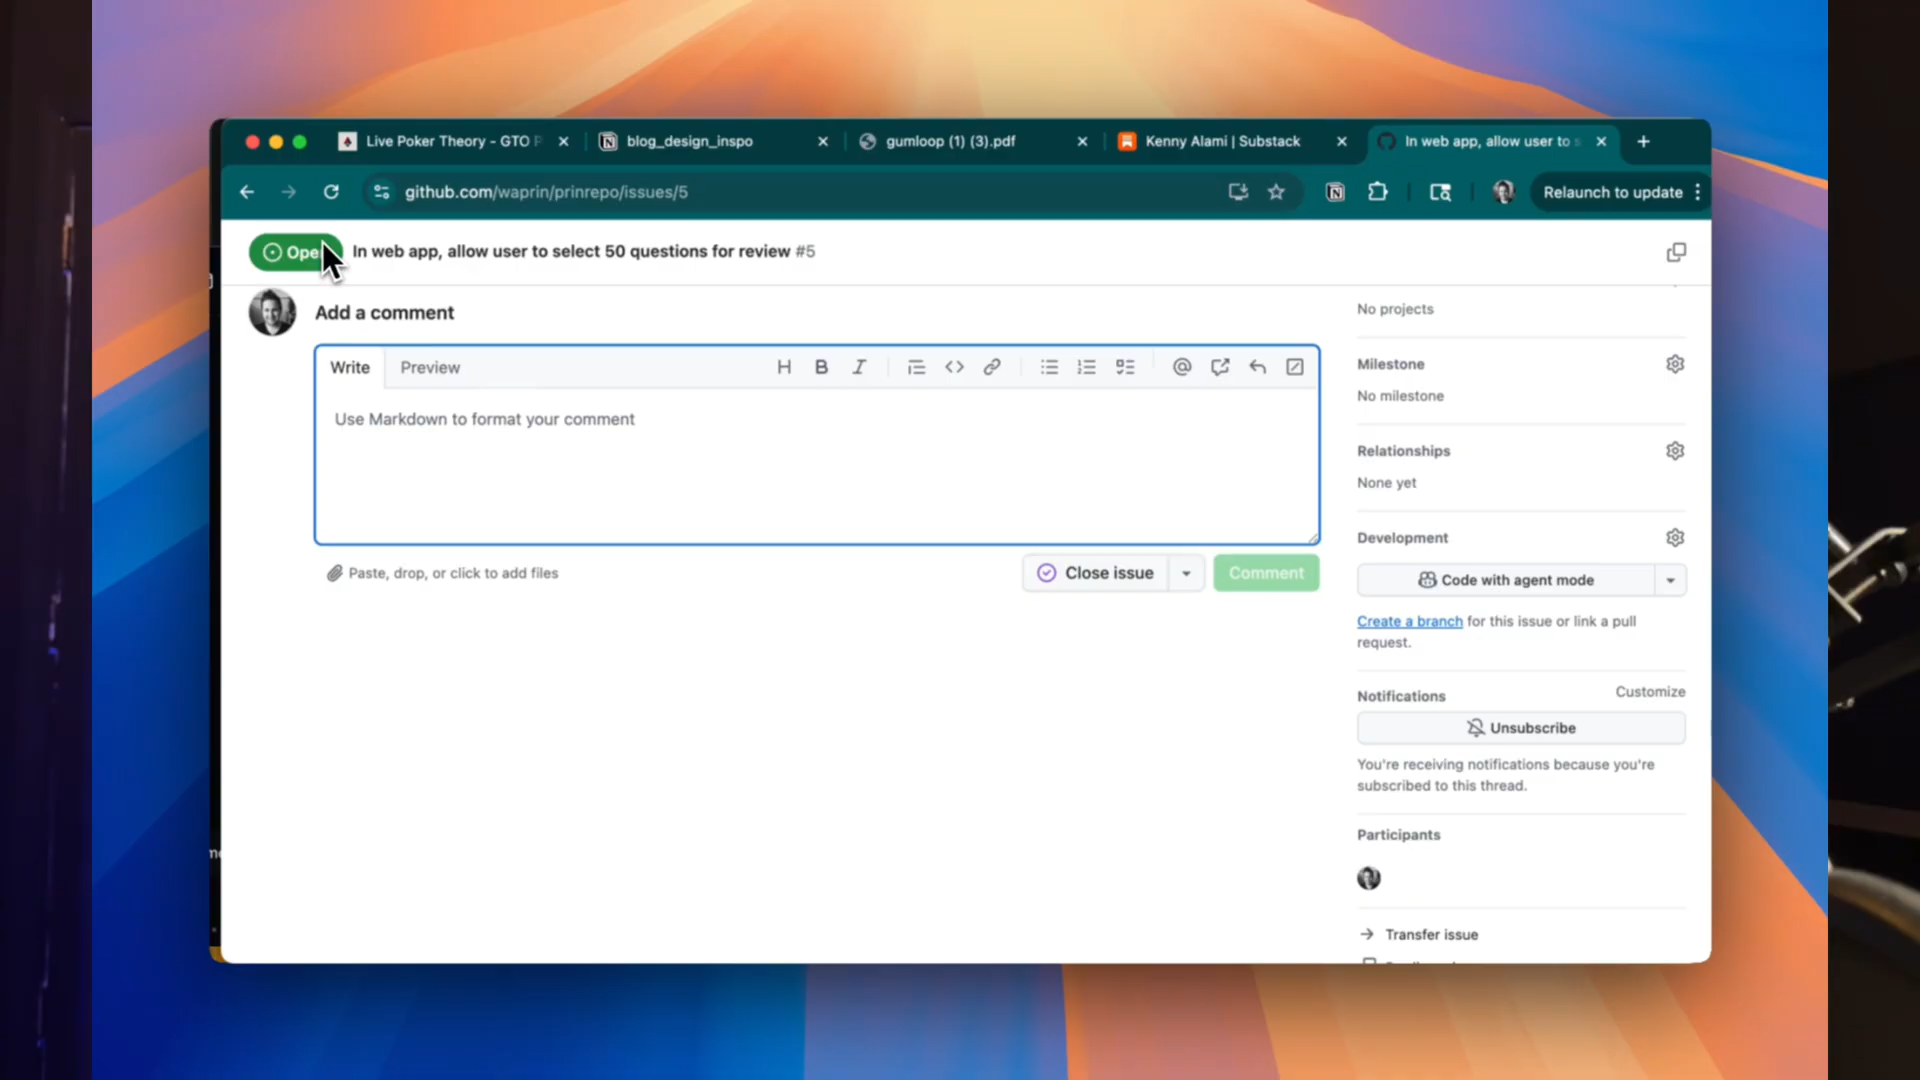 Live Poker Theory - GTO P
blog_design_inspo
gumloop (1) (3).pdf
Kenny Alami | Substack
In web app, allow user to s
github.com/waprin/prinrepo/issues/5
Relaunch to update
Open
In web app, allow user to select 50 questions for review #5
Add a comment
Write
Preview
Use Markdown to format your comment
Paste, drop, or click to add files
Close issue
Comment
No projects
Milestone
No milestone
Relationships
None yet
Development
Code with agent mode
Create a branch for this issue or link a pull
request.
Notifications
Customize
Unsubscribe
You're receiving notifications because you're
subscribed to this thread.
Participants
Transfer issue